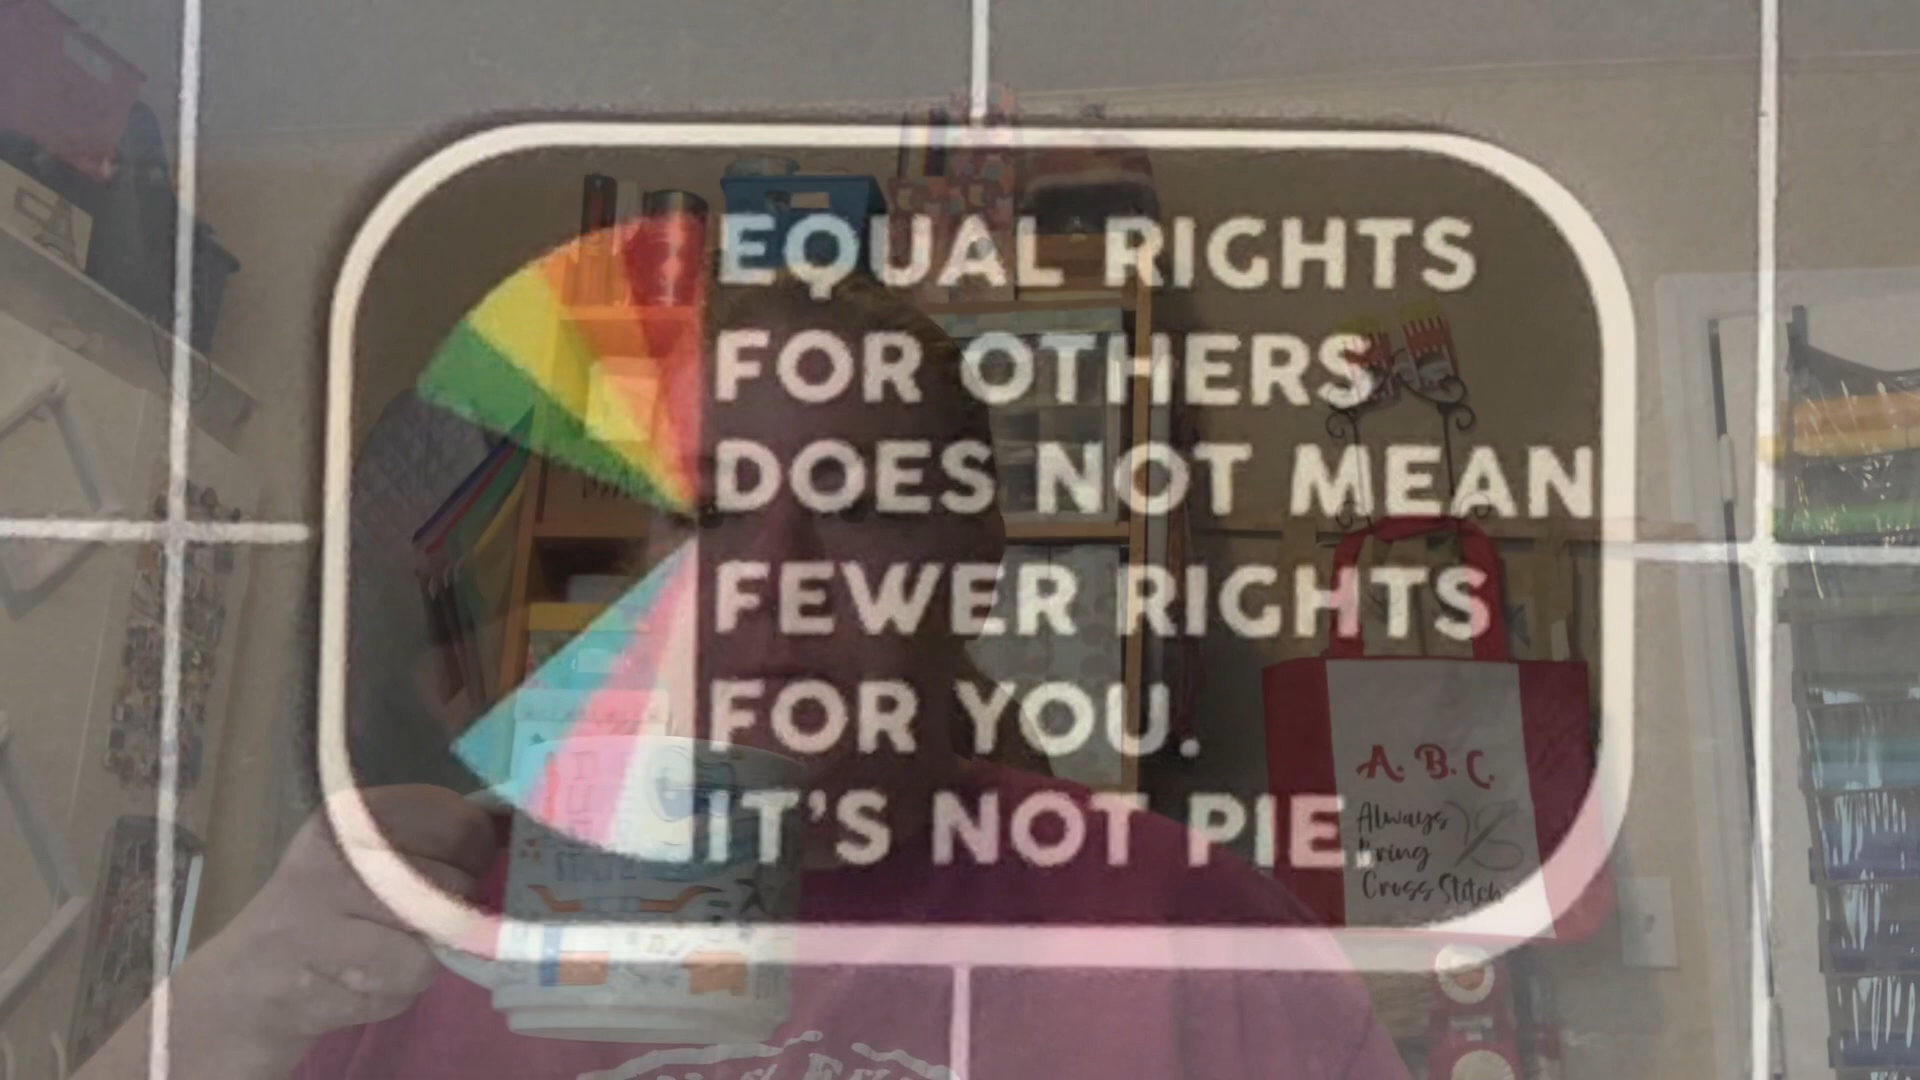 EQUAL RIGHTS
FOR OTHERS
DOES NOT MEAN
FEWER RIGHTS
FOR YOU.
IT'S NOT PIE.
A. B. C.
Always
Bring
Cross Stitch